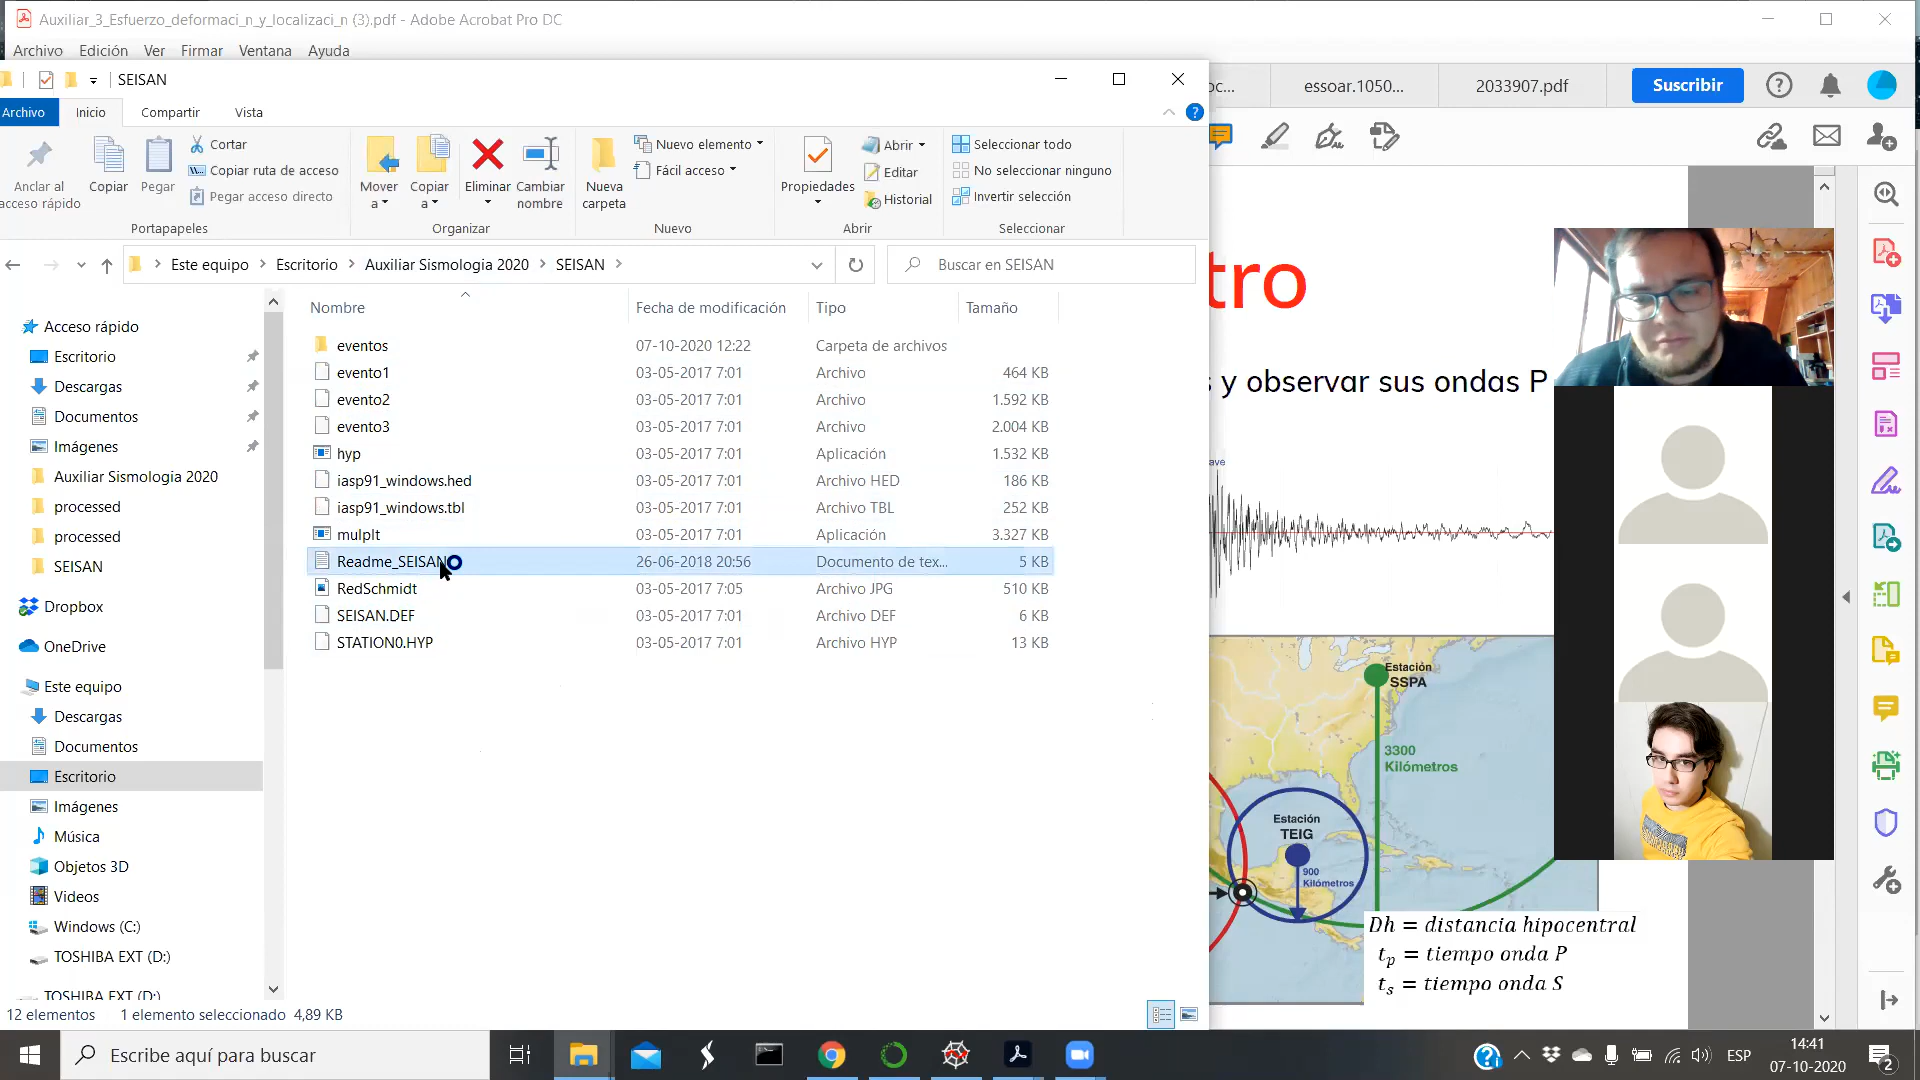 Auxiliar_3_Esfuerzo_deformaci_n_y_localizaci_n (3).pdf - Adobe Acrobat Pro DC
Archivo Edición Ver Firmar Ventana Ayuda
SEISAN
essoar.1050... 2033907.pdf Suscribir
Archivo Inicio Compartir Vista
Anclar al acceso rápido
Copiar
Pegar
Cortar
Copiar ruta de acceso
Pegar acceso directo
Portapapeles
Mover a
Copiar a
Eliminar
Cambiar nombre
Organizar
Nueva carpeta
Nuevo elemento
Fácil acceso
Nuevo
Propiedades
Abrir
Editar
Historial
Abrir
Seleccionar todo
No seleccionar ninguno
Invertir selección
Seleccionar
Este equipo > Escritorio > Auxiliar Sismologia 2020 > SEISAN >
Buscar en SEISAN
Nombre Fecha de modificación Tipo Tamaño
eventos 07-10-2020 12:22 Carpeta de archivos
evento1 03-05-2017 7:01 Archivo 464 KB
evento2 03-05-2017 7:01 Archivo 1.592 KB
evento3 03-05-2017 7:01 Archivo 2.004 KB
hyp 03-05-2017 7:01 Aplicación 1.532 KB
iasp91_windows.hed 03-05-2017 7:01 Archivo HED 186 KB
iasp91_windows.tbl 03-05-2017 7:01 Archivo TBL 252 KB
mulplt 03-05-2017 7:01 Aplicación 3.327 KB
Readme_SEISAN 26-06-2018 20:56 Documento de tex... 5 KB
RedSchmidt 03-05-2017 7:05 Archivo JPG 510 KB
SEISAN.DEF 03-05-2017 7:01 Archivo DEF 6 KB
STATION0.HYP 03-05-2017 7:01 Archivo HYP 13 KB
Acceso rápido
Escritorio
Descargas
Documentos
Imágenes
Auxiliar Sismologia 2020
processed
processed
SEISAN
Dropbox
OneDrive
Este equipo
Descargas
Documentos
Escritorio
Imágenes
Música
Objetos 3D
Videos
Windows (C:)
TOSHIBA EXT (D:)
TOSHIBA EXT (D:)
12 elementos 1 elemento seleccionado 4,89 KB
tro
y observar sus ondas P
ave
Estación
SSPA
3300
Kilómetros
Estación
TEIG
900
Kilómetros
Dh = distancia hipocentral
tp = tiempo onda P
ts = tiempo onda S
Escribe aquí para buscar
ESP
14:41
07-10-2020
2